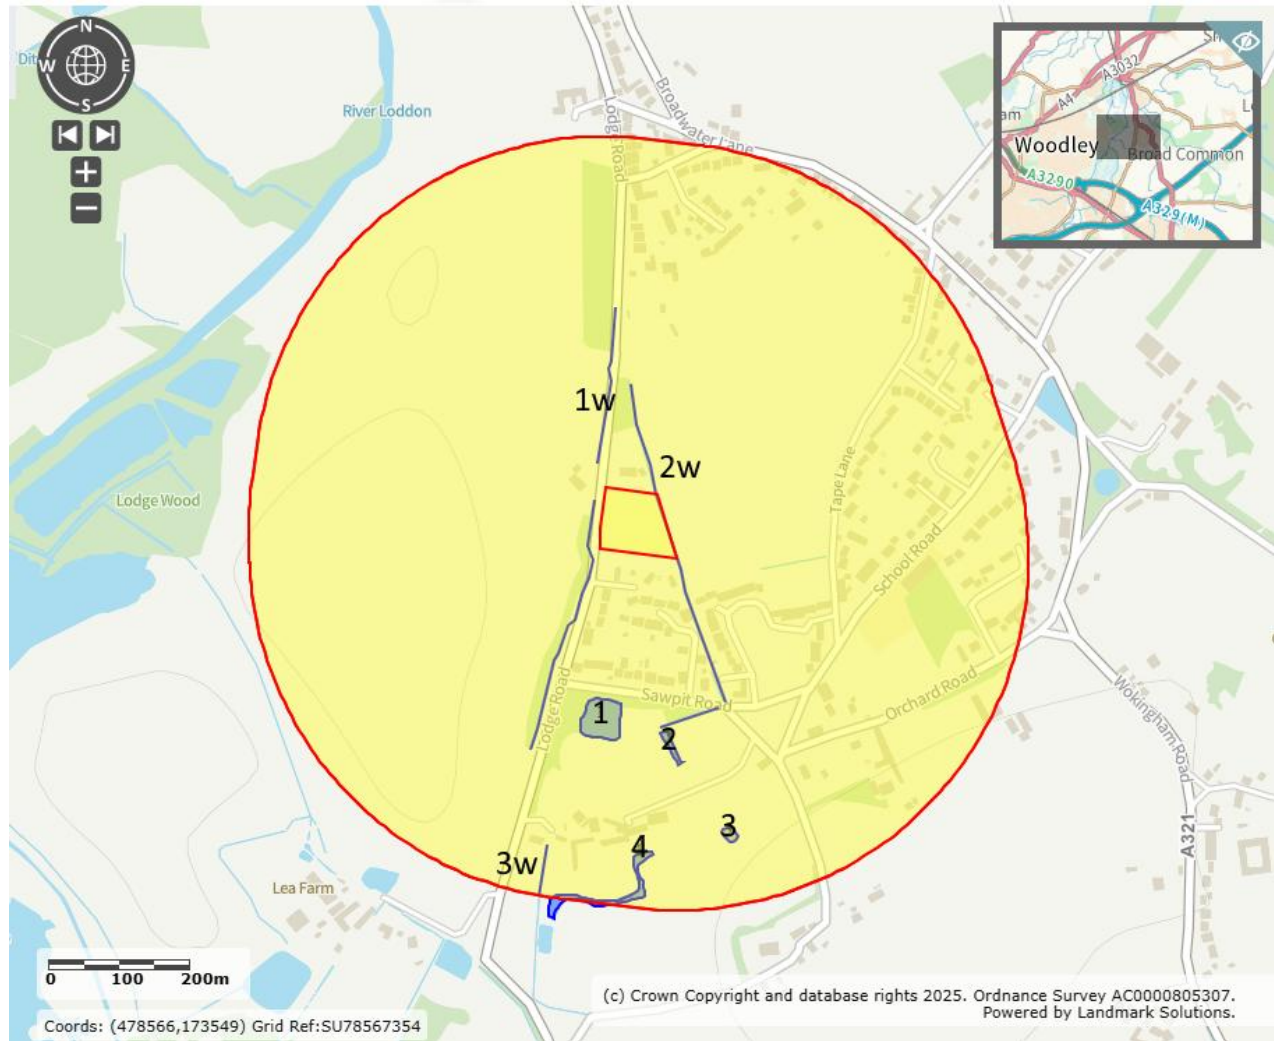 N
W
E
S
Dit
River Loddon
Lodge Road
Broadwater Lane
Sh
A3032
A4
am
L
Woodley
Broad Common
A3290
A329(M)
1w
2w
Lodge Wood
Tape Lane
School Road
Sawpit Road
Orchard Road
Lodge Road
1
2
Wokingham Road
3
4
3w
A321
Lea Farm
0 100 200m
(c) Crown Copyright and database rights 2025. Ordnance Survey AC0000805307.
Powered by Landmark Solutions.
Coords: (478566,173549) Grid Ref:SU78567354